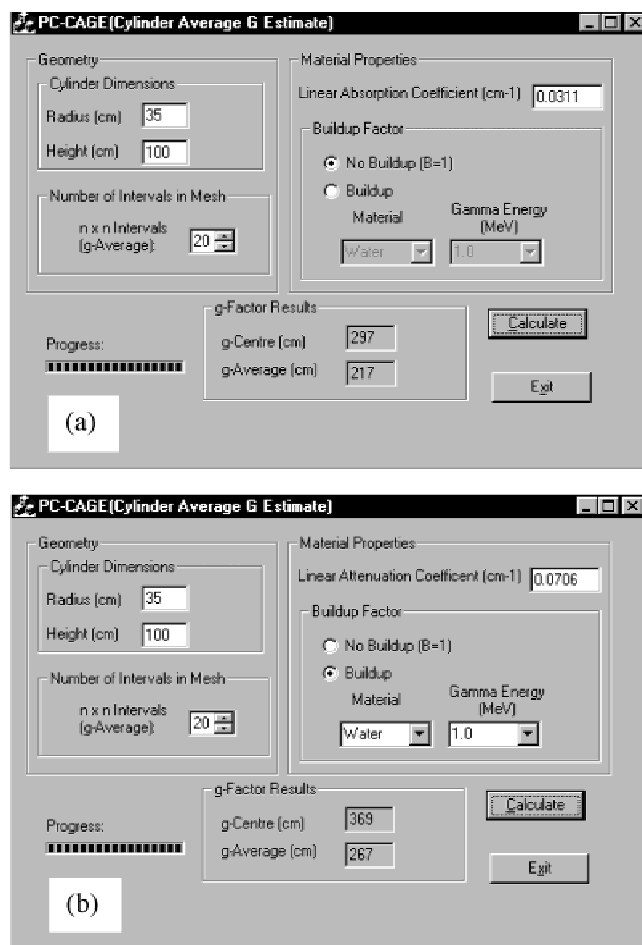 PC-CAGE(Cylinder Average G Estimate)
Geometry
Cylinder Dimensions
Radius (cm) 35
Height (cm) 100
Number of Intervals in Mesh
n x n Intervals
(g-Average): 20
Material Properties
Linear Absorption Coefficient (cm-1) 0.0311
Buildup Factor
No Buildup (B=1)
Buildup
Material
Gamma Energy
(MeV)
Water
1.0
Progress:
g-Factor Results
g-Centre (cm) 297
g-Average (cm) 217
Calculate
Exit
(a)
PC-CAGE(Cylinder Average G Estimate)
Geometry
Cylinder Dimensions
Radius (cm) 35
Height (cm) 100
Number of Intervals in Mesh
n x n Intervals
(g-Average): 20
Material Properties
Linear Attenuation Coefficent (cm-1) 0.0706
Buildup Factor
No Buildup (B=1)
Buildup
Material
Gamma Energy
(MeV)
Water
1.0
Progress:
g-Factor Results
g-Centre (cm) 369
g-Average (cm) 267
Calculate
Exit
(b)